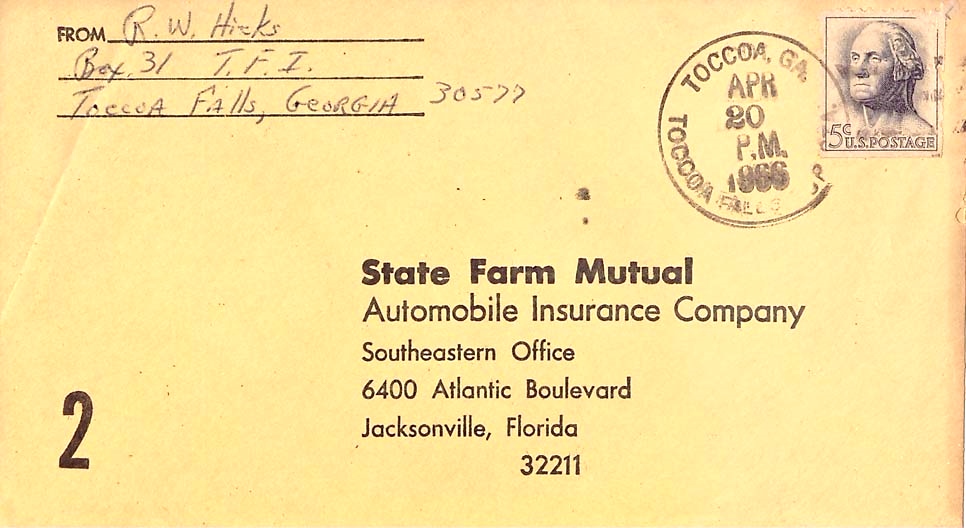 FROM R. W. Hicks
Box 31 T. F. I.
Toccoa Falls, GEORGIA 30577
TOCCOA, GA.
APR
20
P.M.
1966
TOCCOA FALLS
5c
U.S. POSTAGE
State Farm Mutual
Automobile Insurance Company
Southeastern Office
6400 Atlantic Boulevard
Jacksonville, Florida
32211
2